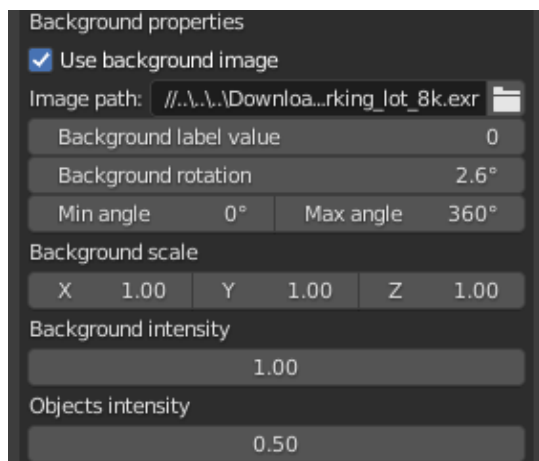 Background properties
Use background image
Image path: //..\..\..\Downloa...rking_lot_8k.exr
Background label value 0
Background rotation 2.6°
Min angle 0° Max angle 360°
Background scale
X 1.00 Y 1.00 Z 1.00
Background intensity
1.00
Objects intensity
0.50